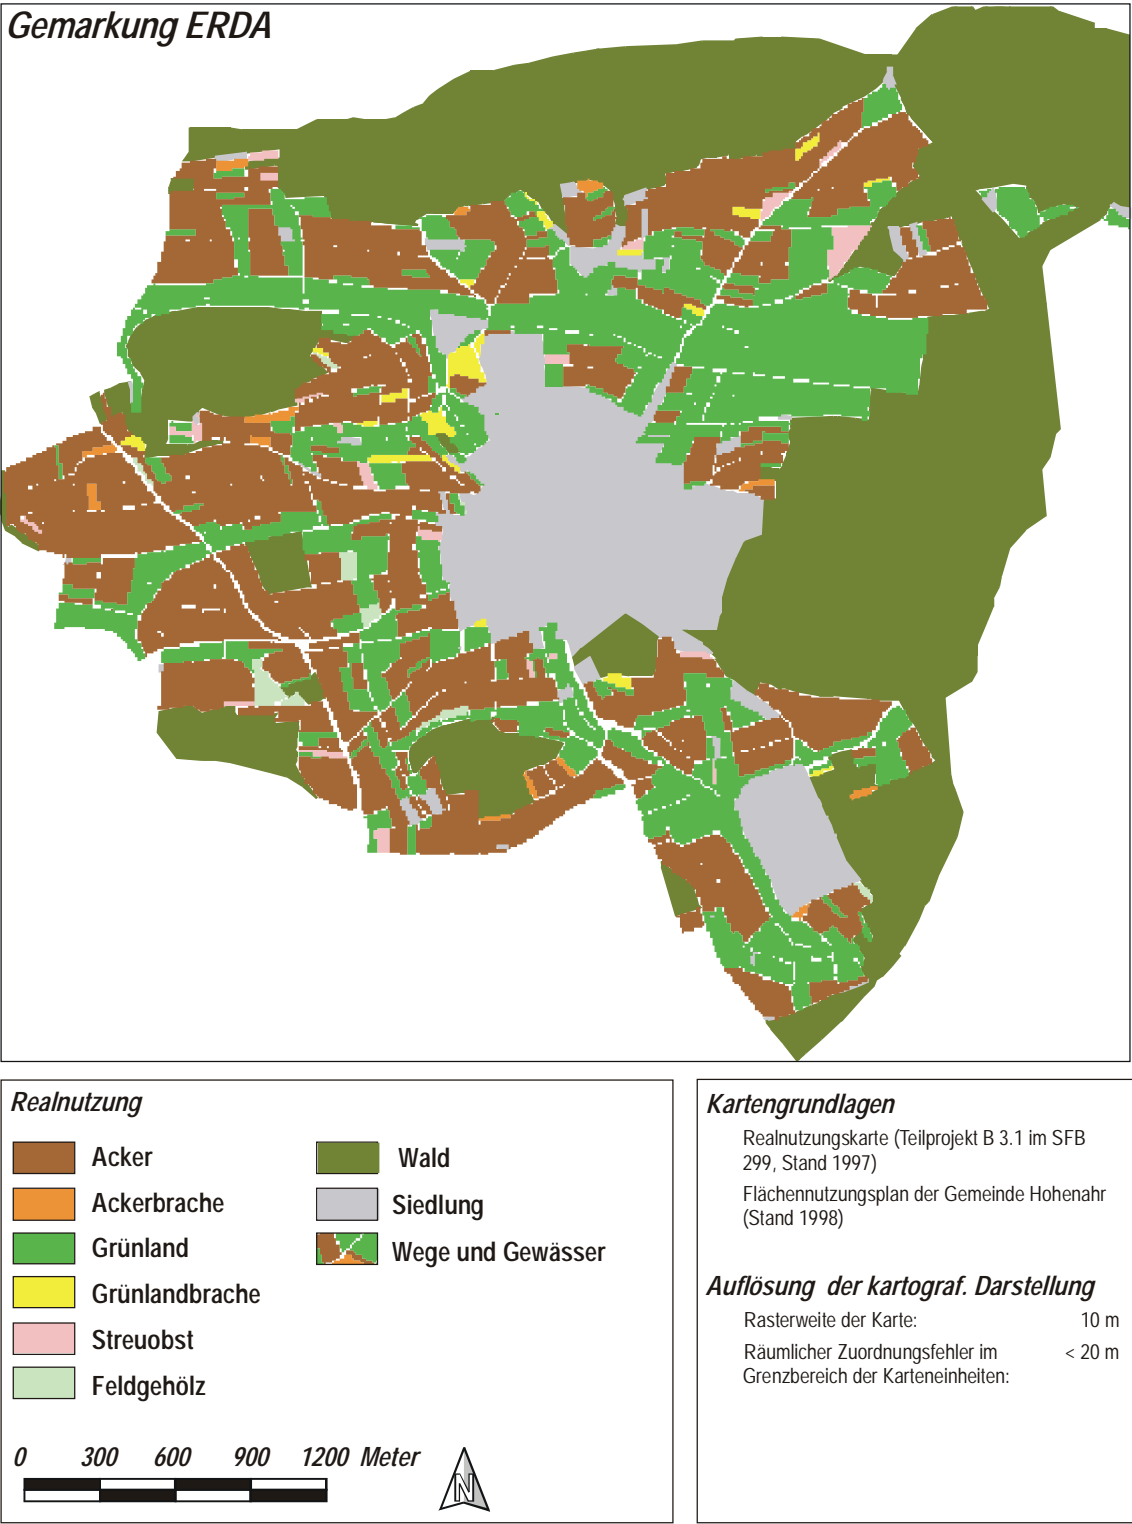 Gemarkung ERDA
Realnutzung
Acker
Ackerbrache
Grünland
Grünlandbrache
Streuobst
Feldgehölz
Wald
Siedlung
Wege und Gewässer
0 300 600 900 1200 Meter
N
Kartengrundlagen
Realnutzungskarte (Teilprojekt B 3.1 im SFB
299, Stand 1997)
Flächennutzungsplan der Gemeinde Hohenahr
(Stand 1998)
Auflösung der kartograf. Darstellung
Rasterweite der Karte: 10 m
Räumlicher Zuordnungsfehler im < 20 m
Grenzbereich der Karteneinheiten: